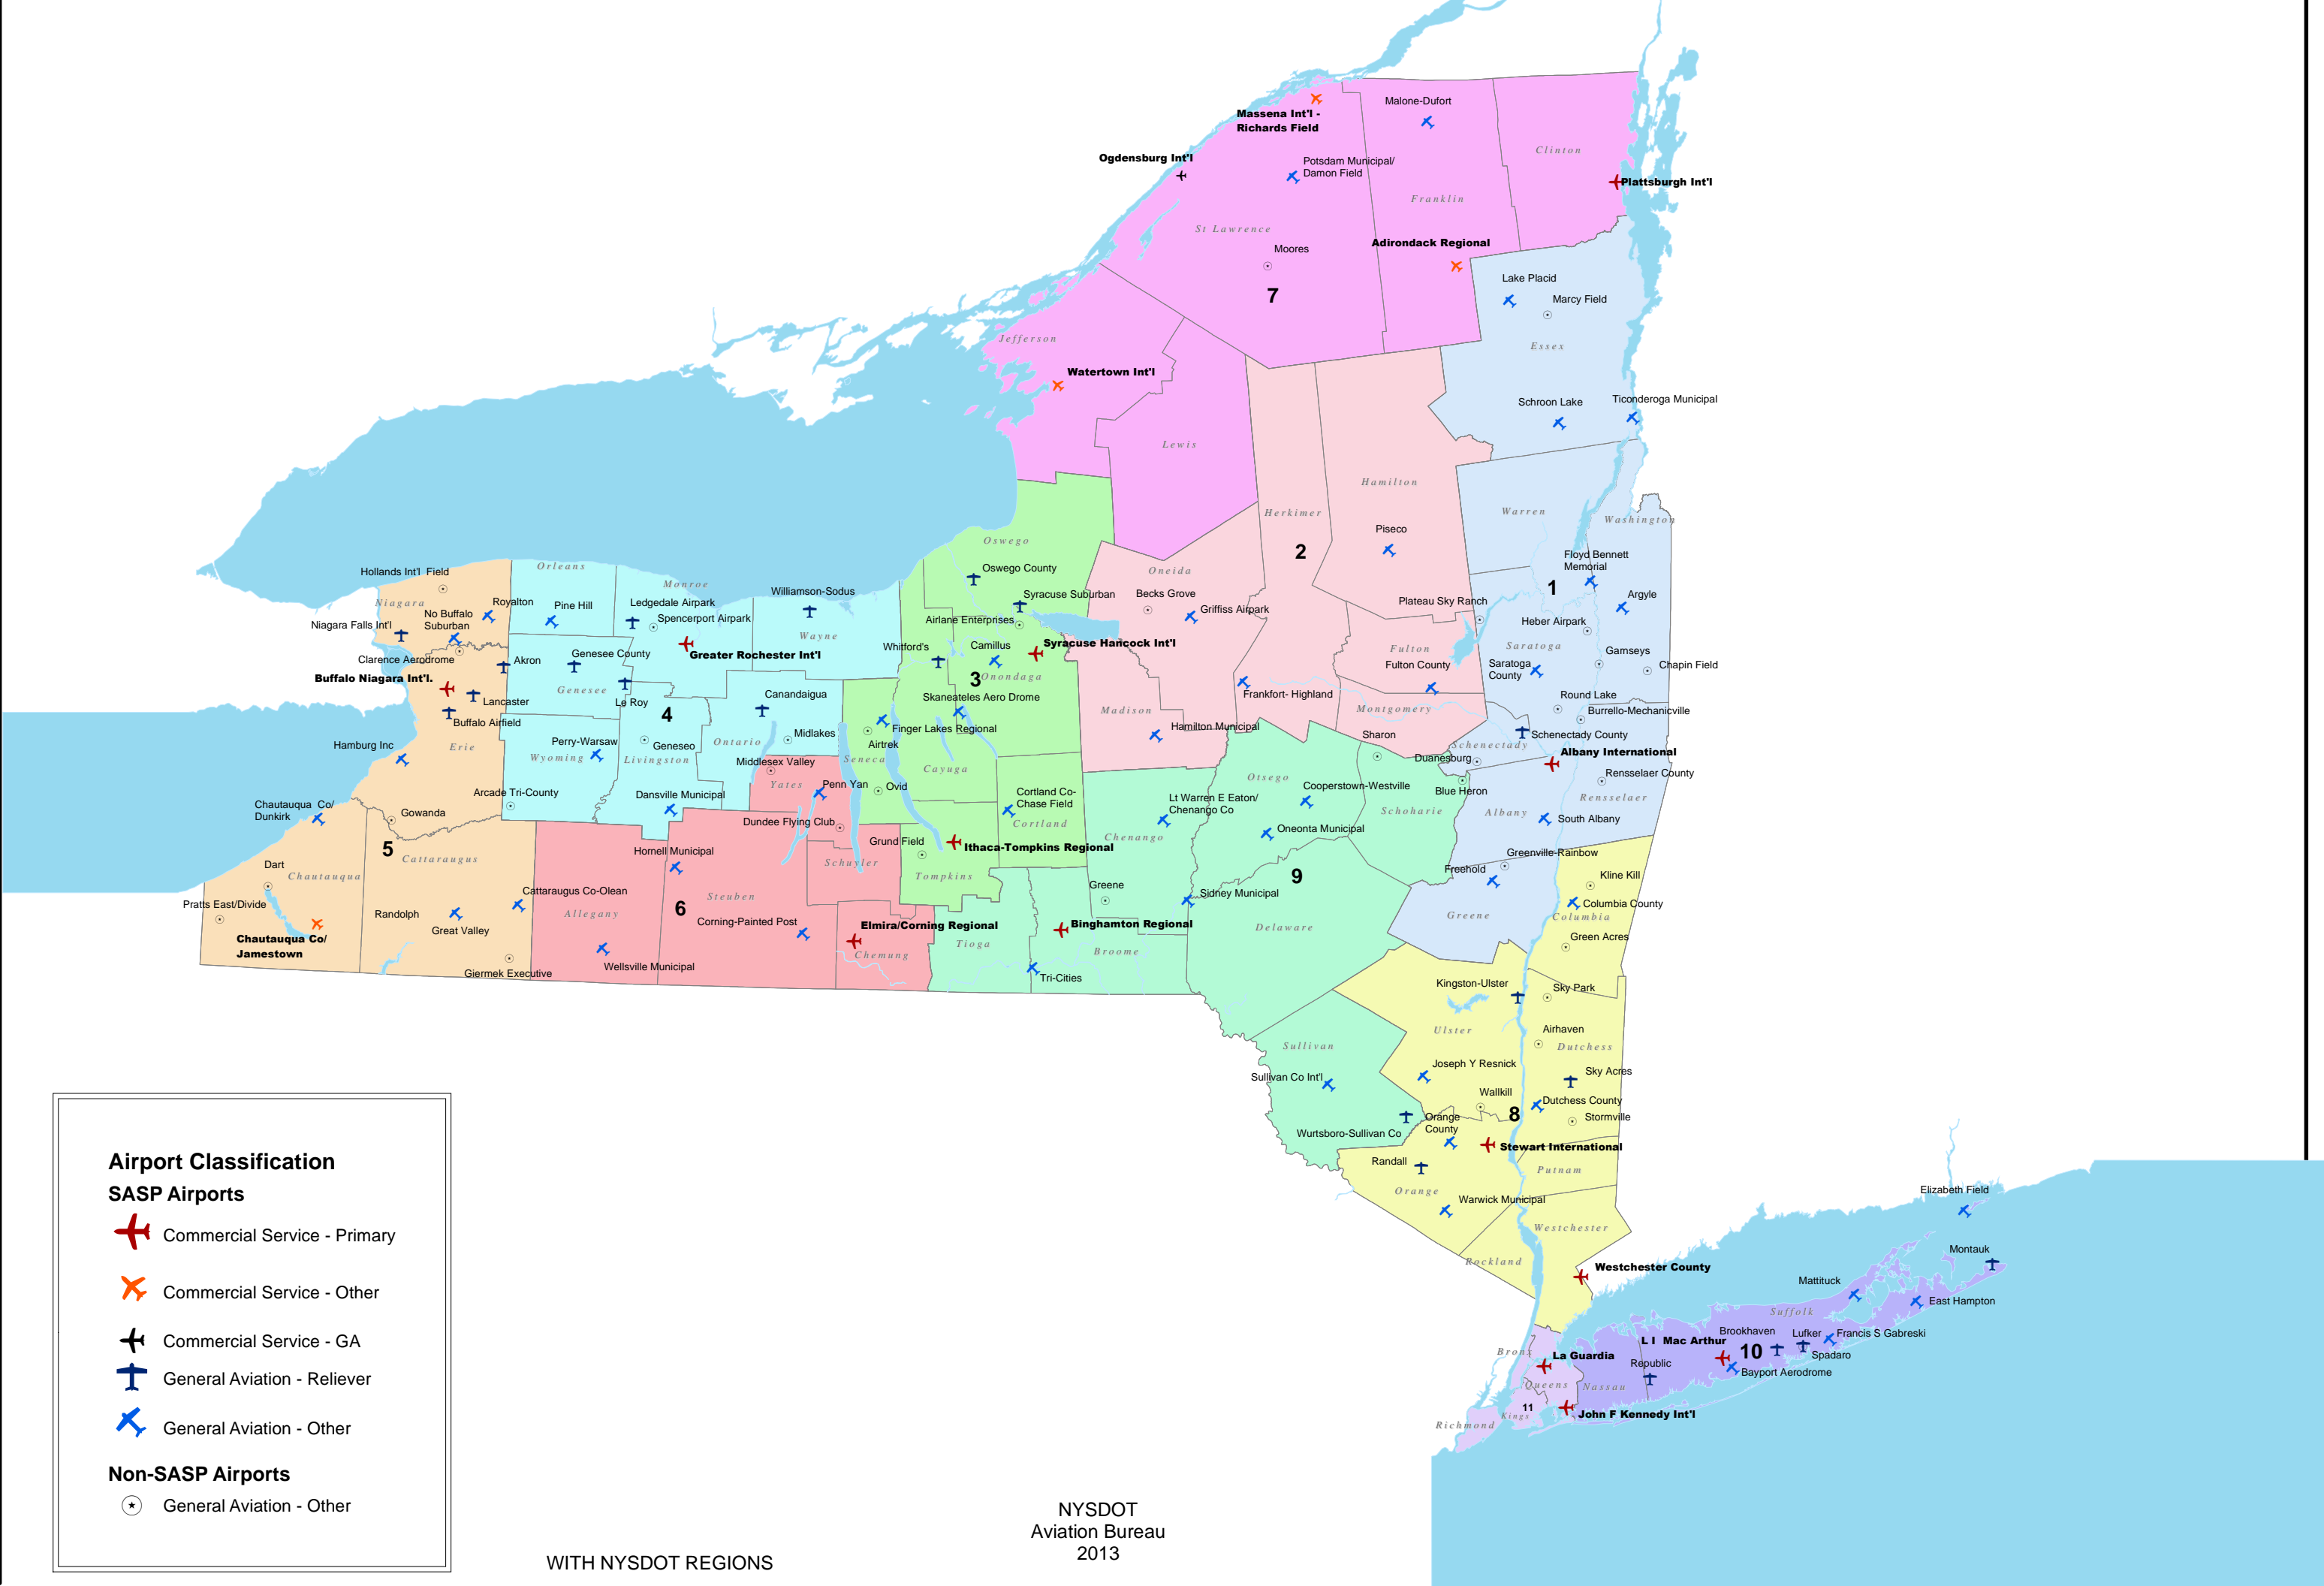 Massena Int'l -
Richards Field
Malone-Dufort
Clinton
Ogdensburg Int'l
Potsdam Municipal/
Damon Field
Plattsburgh Int'l
Franklin
St Lawrence
Moores
Adirondack Regional
7
Lake Placid
Marcy Field
Essex
Jefferson
Watertown Int'l
Schroon Lake
Ticonderoga Municipal
Lewis
Hamilton
Herkimer
Warren
Washington
Piseco
2
Oswego
Oswego County
Oneida
Floyd Bennett
Memorial
1
Argyle
Orleans
Monroe
Hollands Int'l Field
Niagara
Royalton
No Buffalo
Suburban
Niagara Falls Int'l
Pine Hill
Ledgedale Airpark
Spencerport Airpark
Williamson-Sodus
Wayne
Syracuse Suburban
Airlane Enterprises
Becks Grove
Griffiss Airpark
Plateau Sky Ranch
Heber Airpark
Saratoga
Garnseys
Chapin Field
Clarence Aerodrome
Akron
Genesee County
Greater Rochester Int'l
Whitford's
Camillus
Syracuse Hancock Int'l
3
Onondaga
Fulton
Fulton County
Saratoga
County
Buffalo Niagara Int'l.
Lancaster
Buffalo Airfield
Genesee
Le Roy
4
Canandaigua
Skaneateles Aero Drome
Finger Lakes Regional
Madison
Frankfort- Highland
Montgomery
Round Lake
Burrello-Mechanicville
Hamburg Inc
Erie
Perry-Warsaw
Wyoming
Geneseo
Livingston
Ontario
Midlakes
Airtrek
Seneca
Cayuga
Hamilton Municipal
Sharon
Schenectady
Schenectady County
Duanesburg
Albany International
Middlesex Valley
Yates
Penn Yan
Ovid
Otsego
Cooperstown-Westville
Blue Heron
Rensselaer County
Rensselaer
Arcade Tri-County
Dansville Municipal
Dundee Flying Club
Cortland Co-
Chase Field
Cortland
Lt Warren E Eaton/
Chenango Co
Chenango
Oneonta Municipal
Schoharie
Albany
South Albany
Chautauqua Co/
Dunkirk
Gowanda
5
Cattaraugus
Hornell Municipal
Schuyler
Grund Field
Ithaca-Tompkins Regional
Tompkins
Greenville-Rainbow
Freehold
Dart
Chautauqua
Pratts East/Divide
Randolph
Great Valley
Cattaraugus Co-Olean
Allegany
6
Steuben
Corning-Painted Post
Elmira/Corning Regional
Greene
Sidney Municipal
9
Delaware
Greene
Kline Kill
Columbia County
Columbia
Green Acres
Chautauqua Co/
Jamestown
Giermek Executive
Wellsville Municipal
Chemung
Tioga
Binghamton Regional
Broome
Tri-Cities
Kingston-Ulster
Sky Park
Ulster
Airhaven
Dutchess
Sullivan
Sullivan Co Int'l
Joseph Y Resnick
Sky Acres
Wallkill
8
Dutchess County
Stormville
Wurtsboro-Sullivan Co
Orange
County
Stewart International
Randall
Putnam
Orange
Warwick Municipal
Westchester
Rockland
Westchester County
Elizabeth Field
Montauk
Mattituck
East Hampton
Suffolk
L I Mac Arthur
Brookhaven
Lufker
Francis S Gabreski
10
Spadaro
Bronx
La Guardia
Republic
Bayport Aerodrome
Queens
Nassau
11
Kings
John F Kennedy Int'l
Richmond
Airport Classification
SASP Airports
Commercial Service - Primary
Commercial Service - Other
Commercial Service - GA
General Aviation - Reliever
General Aviation - Other
Non-SASP Airports
General Aviation - Other
WITH NYSDOT REGIONS
NYSDOT
Aviation Bureau
2013